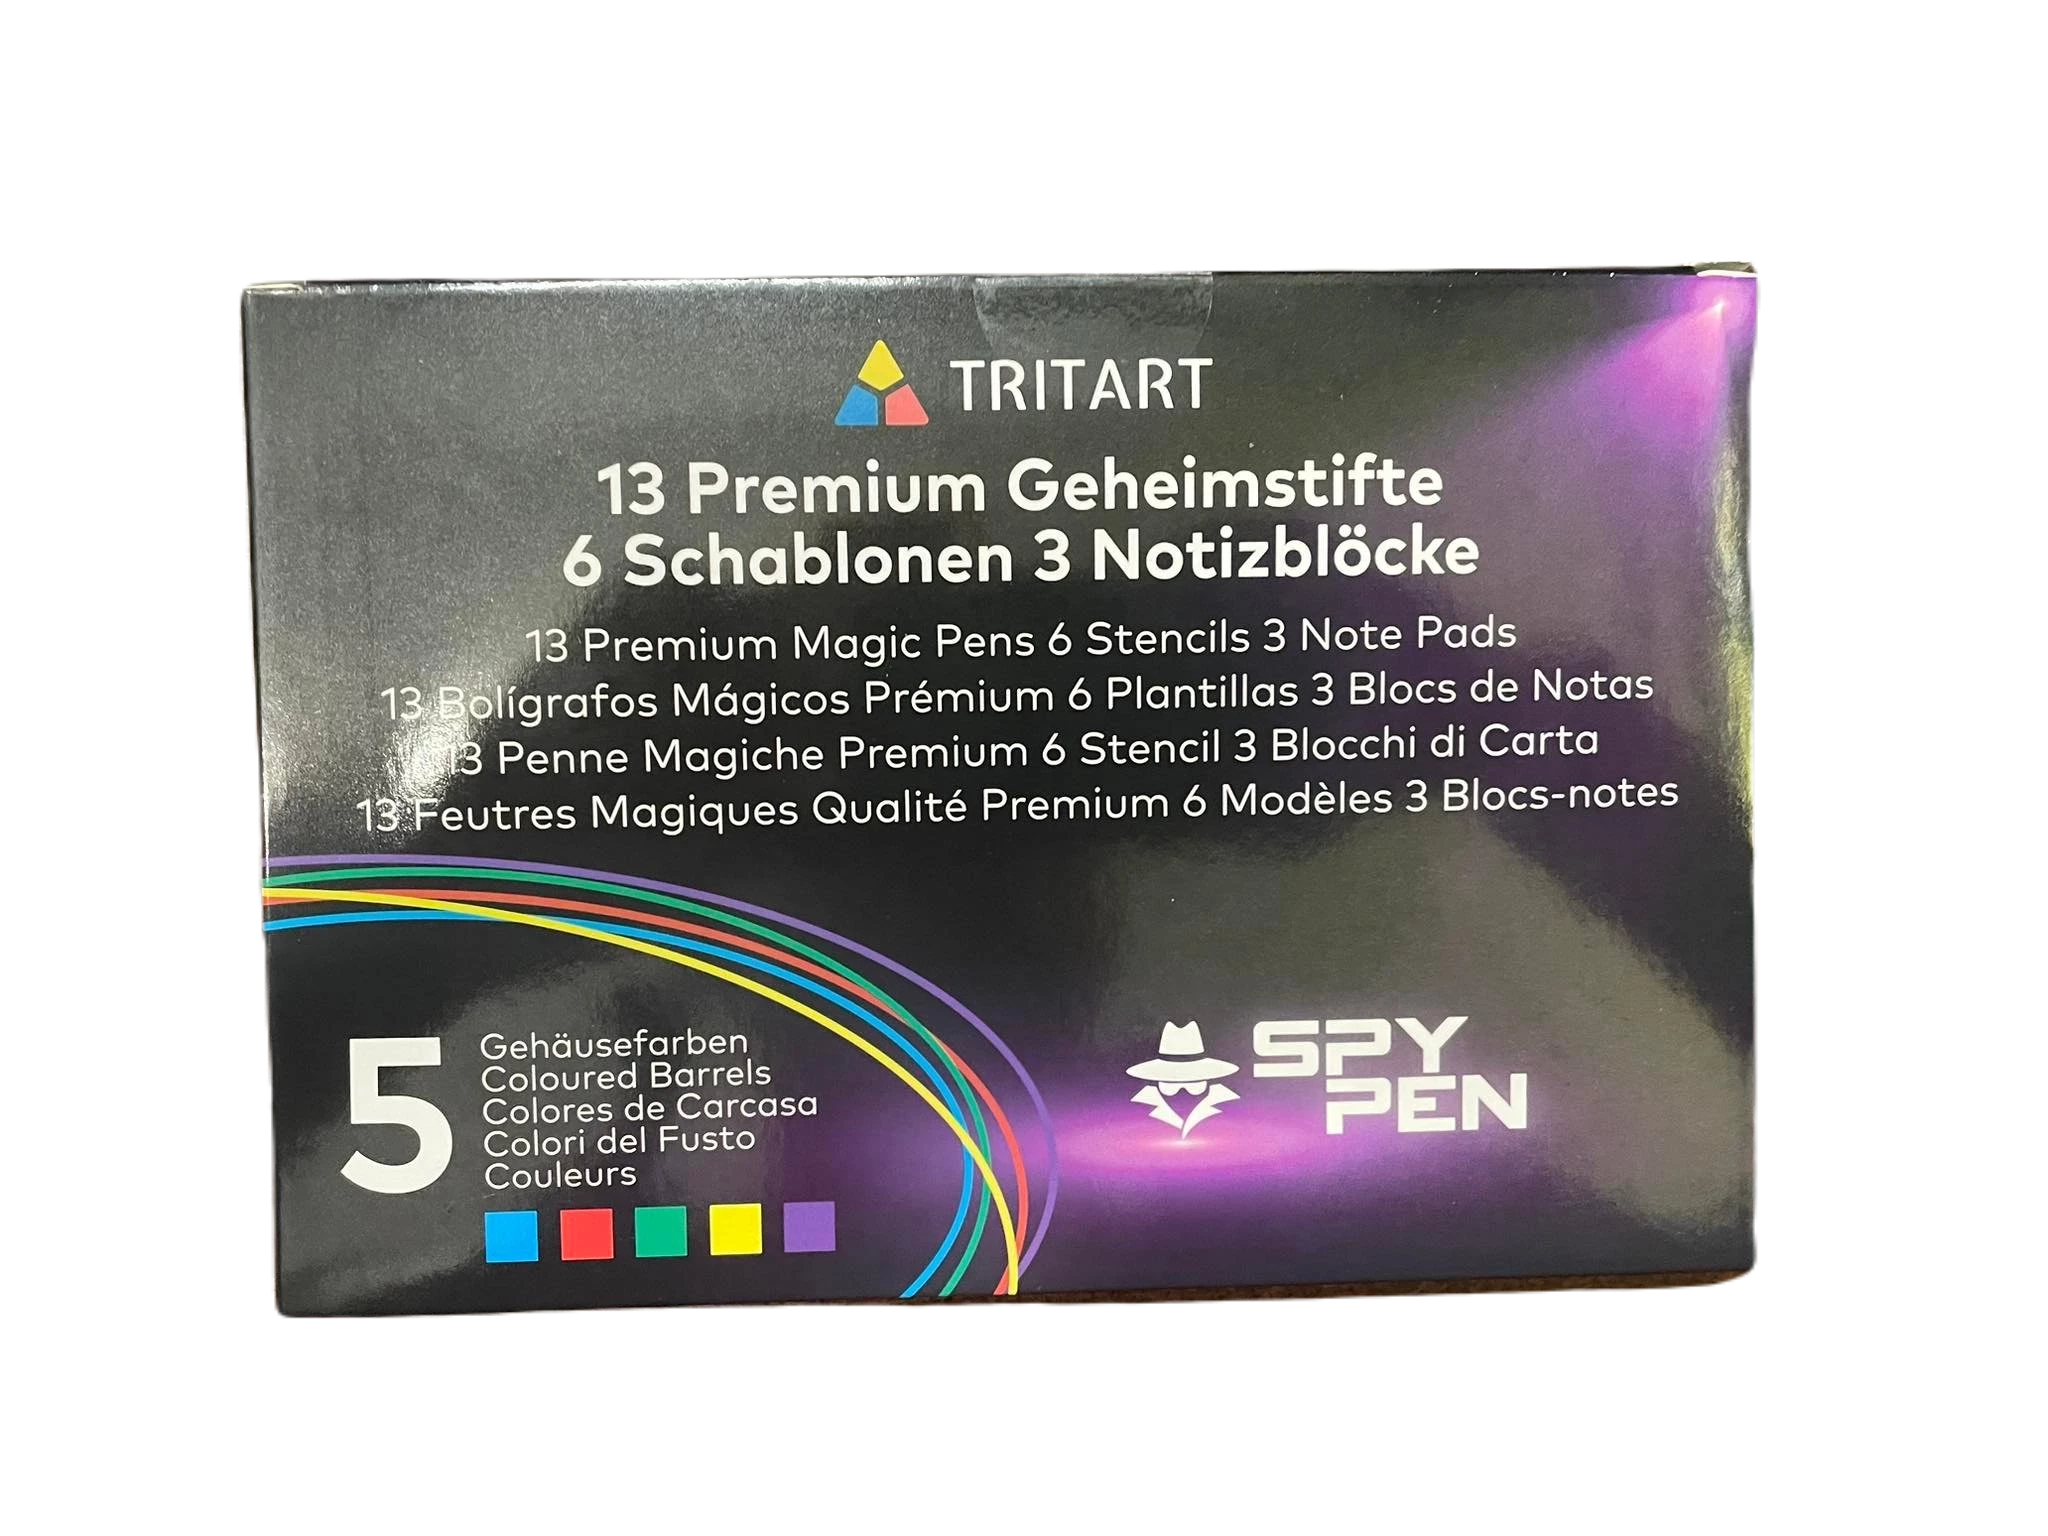 TRITART
13 Premium Geheimstifte
6 Schablonen 3 Notizblöcke
13 Premium Magic Pens 6 Stencils 3 Note Pads
13 Bolígrafos Mágicos Prémium 6 Plantillas 3 Blocs de Notas
13 Penne Magiche Premium 6 Stencil 3 Blocchi di Carta
13 Feutres Magiques Qualité Premium 6 Modèles 3 Blocs-notes
5
Gehäusefarben
Coloured Barrels
Colores de Carcasa
Colori del Fusto
Couleurs
SPY
PEN